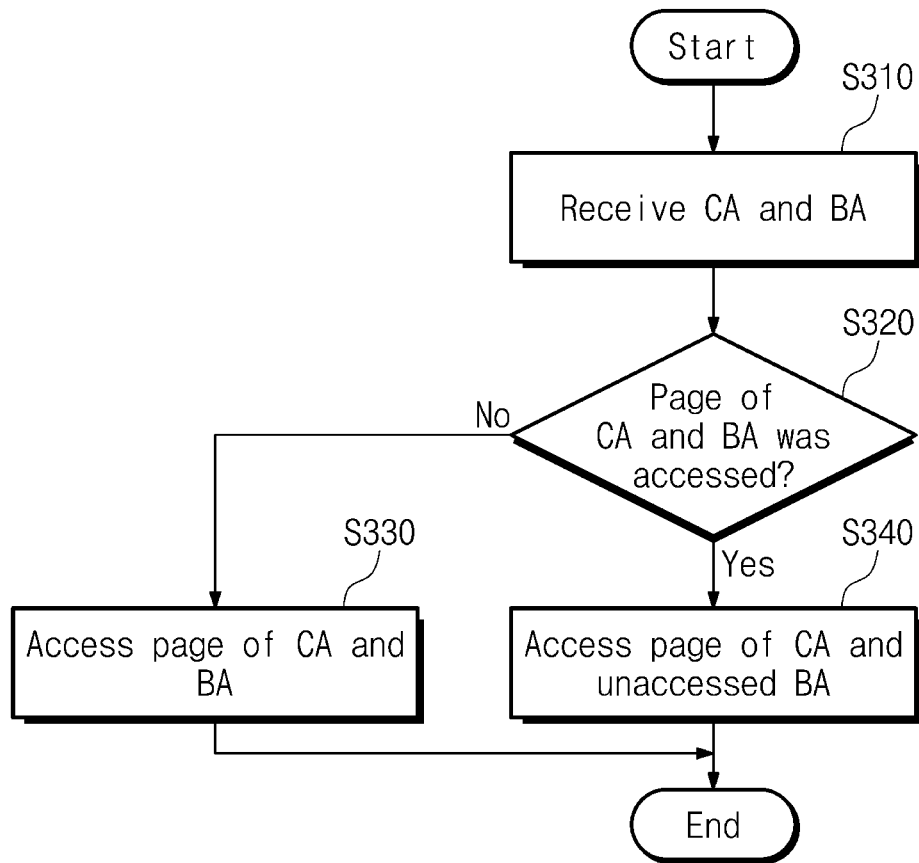 Start
S310
Receive CA and BA
S320
Page of
CA and BA was
accessed?
No
Yes
S330
Access page of CA and
BA
S340
Access page of CA and
unaccessed BA
End